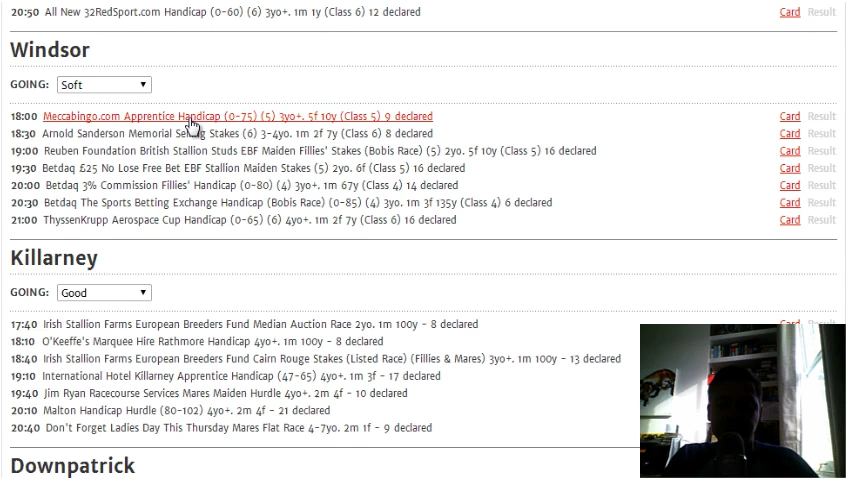 20:50 All New 32RedSport.com Handicap (0-60) (6) 3yo+. 1m 1y (Class 6) 12 declared Card Result
Windsor
GOING: Soft
18:00 Meccabingo.com Apprentice Handicap (0-75) (5) 3yo+. 5f 10y (Class 5) 9 declared Card Result
18:30 Arnold Sanderson Memorial Selling Stakes (6) 3-4yo. 1m 2f 7y (Class 6) 8 declared Card Result
19:00 Reuben Foundation British Stallion Studs EBF Maiden Fillies' Stakes (Bobis Race) (5) 2yo. 5f 10y (Class 5) 16 declared Card Result
19:30 Betdaq £25 No Lose Free Bet EBF Stallion Maiden Stakes (5) 2yo. 6f (Class 5) 16 declared Card Result
20:00 Betdaq 3% Commission Fillies' Handicap (0-80) (4) 3yo+. 1m 67y (Class 4) 14 declared Card Result
20:30 Betdaq The Sports Betting Exchange Handicap (Bobis Race) (0-85) (4) 3yo. 1m 3f 135y (Class 4) 6 declared Card Result
21:00 ThyssenKrupp Aerospace Cup Handicap (0-65) (6) 4yo+. 1m 2f 7y (Class 6) 16 declared Card Result
Killarney
GOING: Good
17:40 Irish Stallion Farms European Breeders Fund Median Auction Race 2yo. 1m 100y - 8 declared Card Result
18:10 O'Keeffe's Marquee Hire Rathmore Handicap 4yo+. 1m 100y - 8 declared
18:40 Irish Stallion Farms European Breeders Fund Cairn Rouge Stakes (Listed Race) (Fillies & Mares) 3yo+. 1m 100y - 13 declared
19:10 International Hotel Killarney Apprentice Handicap (47-65) 4yo+. 1m 3f - 17 declared
19:40 Jim Ryan Racecourse Services Mares Maiden Hurdle 4yo+. 2m 4f - 10 declared
20:10 Malton Handicap Hurdle (80-102) 4yo+. 2m 4f - 21 declared
20:40 Don't Forget Ladies Day This Thursday Mares Flat Race 4-7yo. 2m 1f - 9 declared
Downpatrick